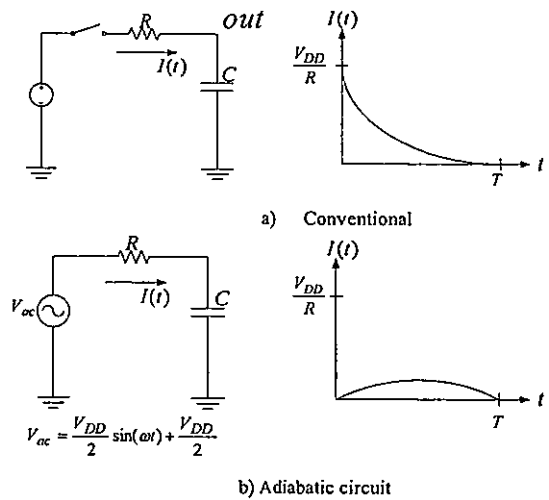 R out I(t)
I(t) C
V_DD/R
T t
a) Conventional
R I(t)
V_ac I(t) C
V_DD/R
T t
V_ac = V_DD/2 sin(ωt) + V_DD/2
b) Adiabatic circuit